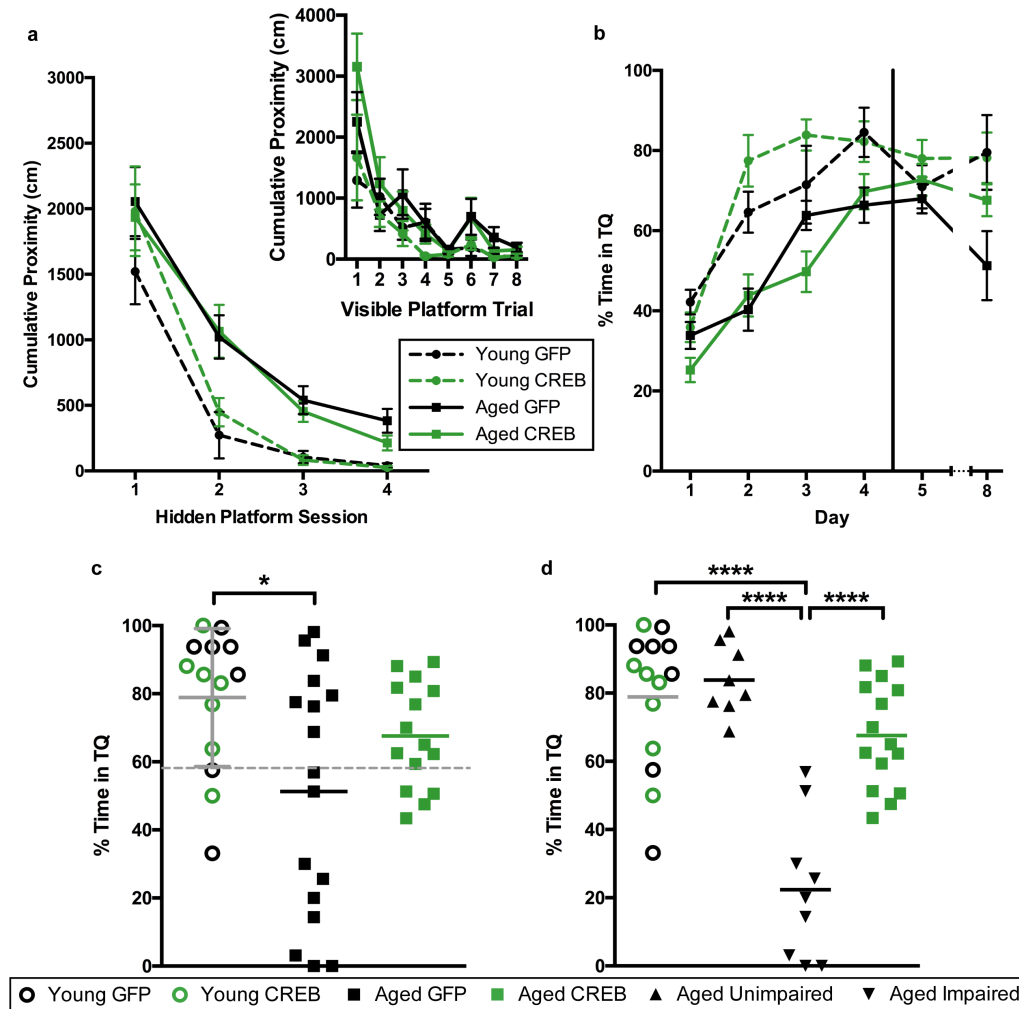 a
Cumulative Proximity (cm)
3000
2500
2000
1500
1000
500
0
1 2 3 4
Hidden Platform Session
Cumulative Proximity (cm)
4000
3000
2000
1000
0
1 2 3 4 5 6 7 8
Visible Platform Trial
Young GFP
Young CREB
Aged GFP
Aged CREB
b
% Time in TQ
100
80
60
40
20
0
1 2 3 4 5 8
Day
c
*
% Time in TQ
100
80
60
40
20
0
d
****
**** ****
% Time in TQ
100
80
60
40
20
0
Young GFP Young CREB Aged GFP Aged CREB Aged Unimpaired Aged Impaired